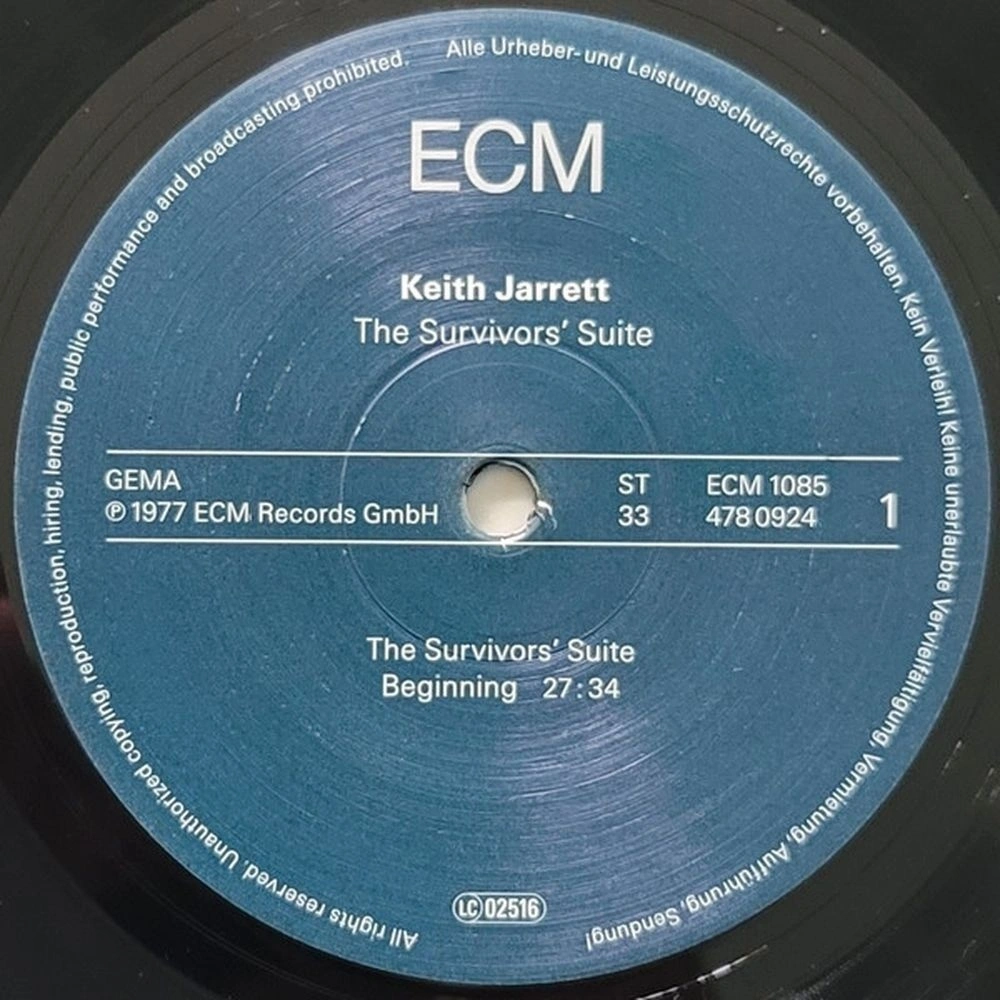 ECM
Keith Jarrett
The Survivors' Suite
GEMA
℗ 1977 ECM Records GmbH
ST
33
ECM 1085
478 0924
1
The Survivors' Suite
Beginning 27:34
LC 02516
All rights reserved. Unauthorized copying, reproduction, hiring, lending, public performance and broadcasting prohibited.
Alle Urheber- und Leistungsschutzrechte vorbehalten. Kein Verleih! Keine unerlaubte Vervielfältigung, Vermietung, Aufführung, Sendung!